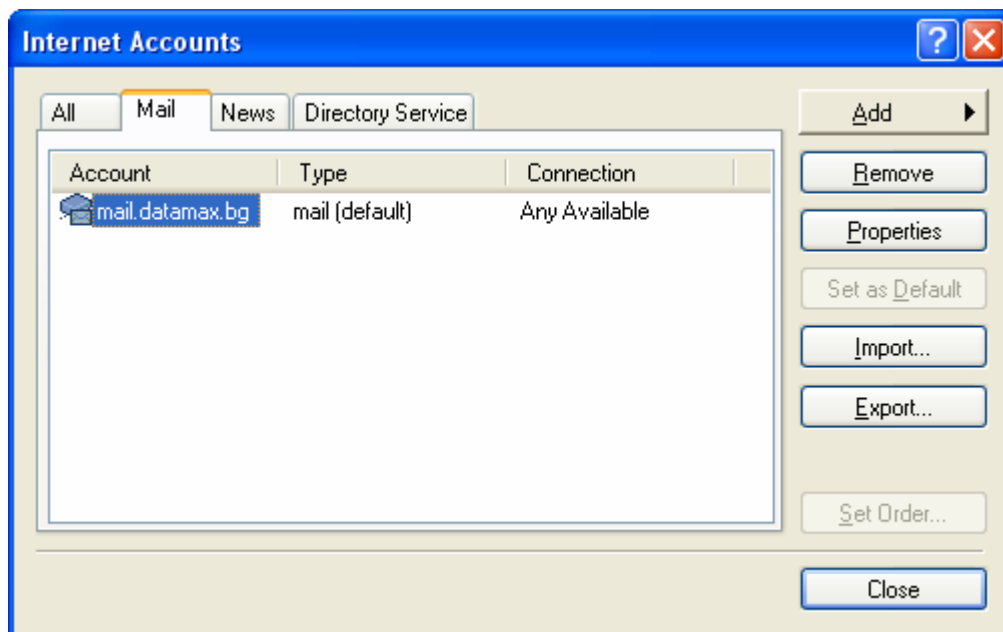 Internet Accounts
All Mail News Directory Service
Add
Account Type Connection
Remove
mail.datamax.bg mail (default) Any Available
Properties
Set as Default
Import...
Export...
Set Order...
Close